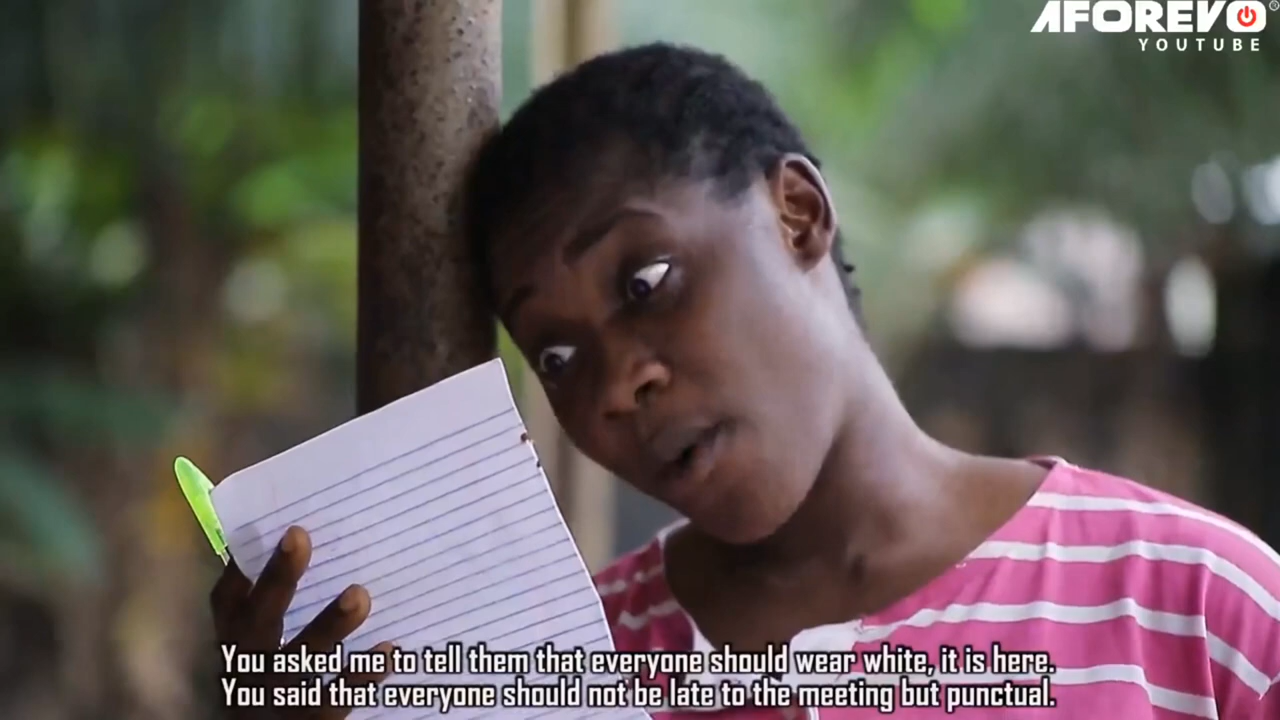 AFOREVO
YOUTUBE
You asked me to tell them that everyone should wear white, it is here.
You said that everyone should not be late to the meeting but punctual.